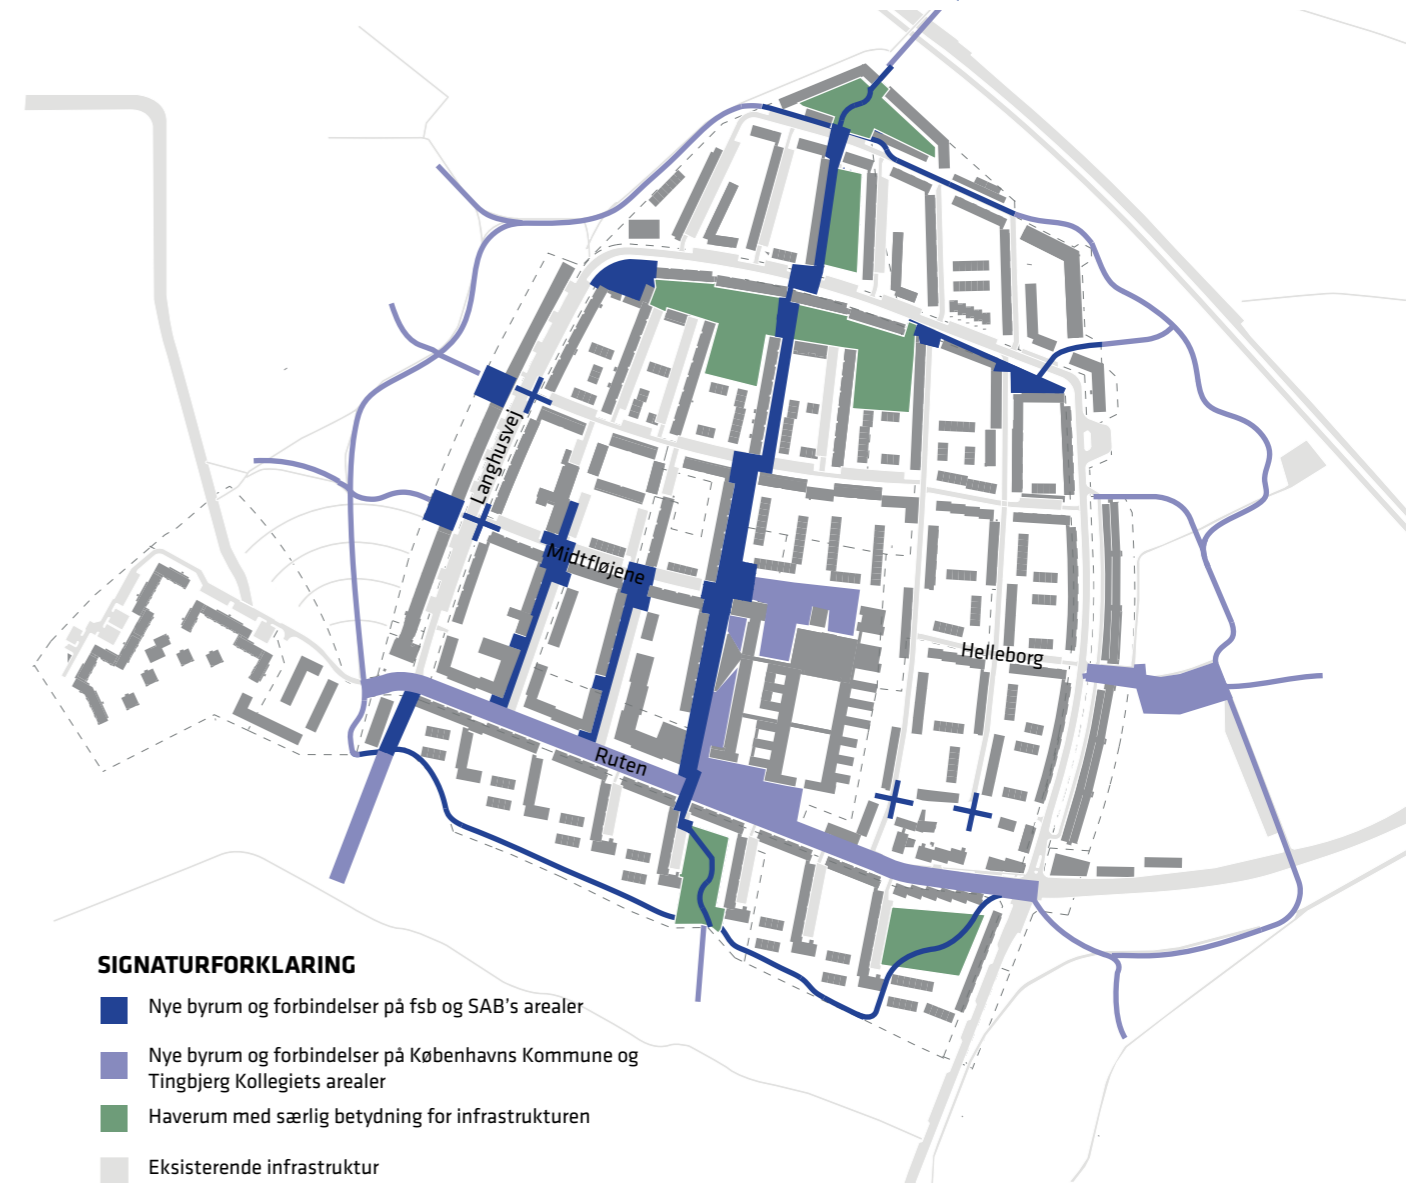 Langhusvej
Midtfløjene
Helleborg
Ruten
SIGNATURFORKLARING
Nye byrum og forbindelser på fsb og SAB's arealer
Nye byrum og forbindelser på Københavns Kommune og
Tingbjerg Kollegiets arealer
Haverum med særlig betydning for infrastrukturen
Eksisterende infrastruktur